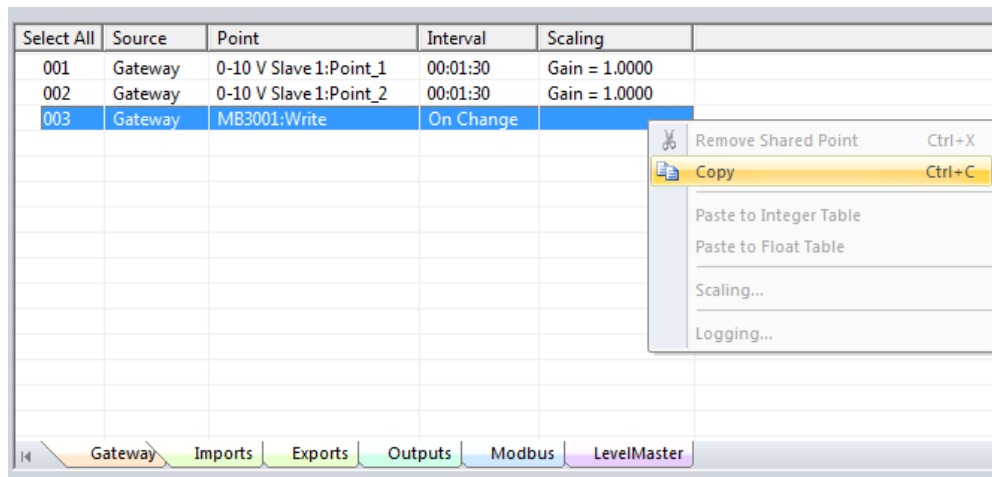 Select All Source Point Interval Scaling
001 Gateway 0-10 V Slave 1:Point_1 00:01:30 Gain = 1.0000
002 Gateway 0-10 V Slave 1:Point_2 00:01:30 Gain = 1.0000
003 Gateway MB3001:Write On Change
Remove Shared Point Ctrl+X
Copy Ctrl+C
Paste to Integer Table
Paste to Float Table
Scaling...
Logging...
Gateway Imports Exports Outputs Modbus LevelMaster